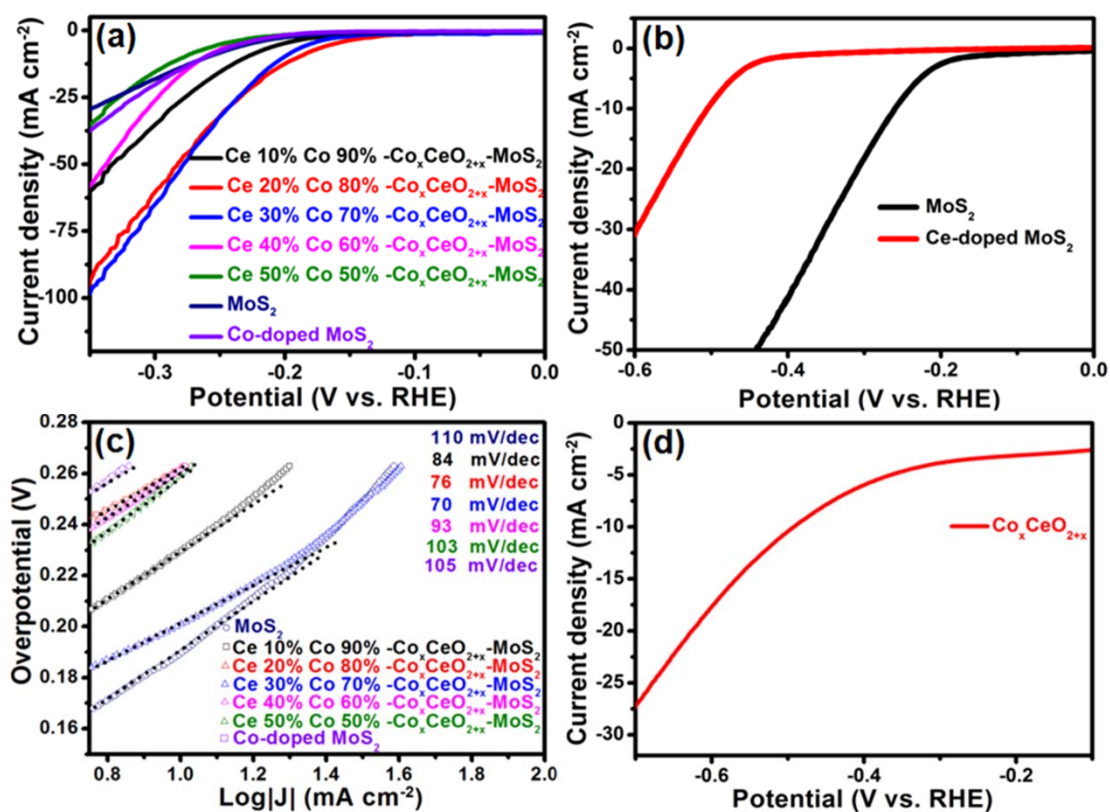 (a)
Current density (mA cm-2)
0
-25
-50
-75
-100
Ce 10% Co 90% -CoxCeO2+x-MoS2
Ce 20% Co 80% -CoxCeO2+x-MoS2
Ce 30% Co 70% -CoxCeO2+x-MoS2
Ce 40% Co 60% -CoxCeO2+x-MoS2
Ce 50% Co 50% -CoxCeO2+x-MoS2
MoS2
Co-doped MoS2
-0.3 -0.2 -0.1 0.0
Potential (V vs. RHE)
(b)
Current density (mA cm-2)
0
-10
-20
-30
-40
-50
MoS2
Ce-doped MoS2
-0.6 -0.4 -0.2 0.0
Potential (V vs. RHE)
(c)
Overpotential (V)
0.28
0.26
0.24
0.22
0.20
0.18
0.16
110 mV/dec
84 mV/dec
76 mV/dec
70 mV/dec
93 mV/dec
103 mV/dec
105 mV/dec
MoS2
Ce 10% Co 90% -CoxCeO2+x-MoS2
Ce 20% Co 80% -CoxCeO2+x-MoS2
Ce 30% Co 70% -CoxCeO2+x-MoS2
Ce 40% Co 60% -CoxCeO2+x-MoS2
Ce 50% Co 50% -CoxCeO2+x-MoS2
Co-doped MoS2
0.8 1.0 1.2 1.4 1.6 1.8 2.0
Log|J| (mA cm-2)
(d)
Current density (mA cm-2)
0
-5
-10
-15
-20
-25
-30
CoxCeO2+x
-0.6 -0.4 -0.2
Potential (V vs. RHE)